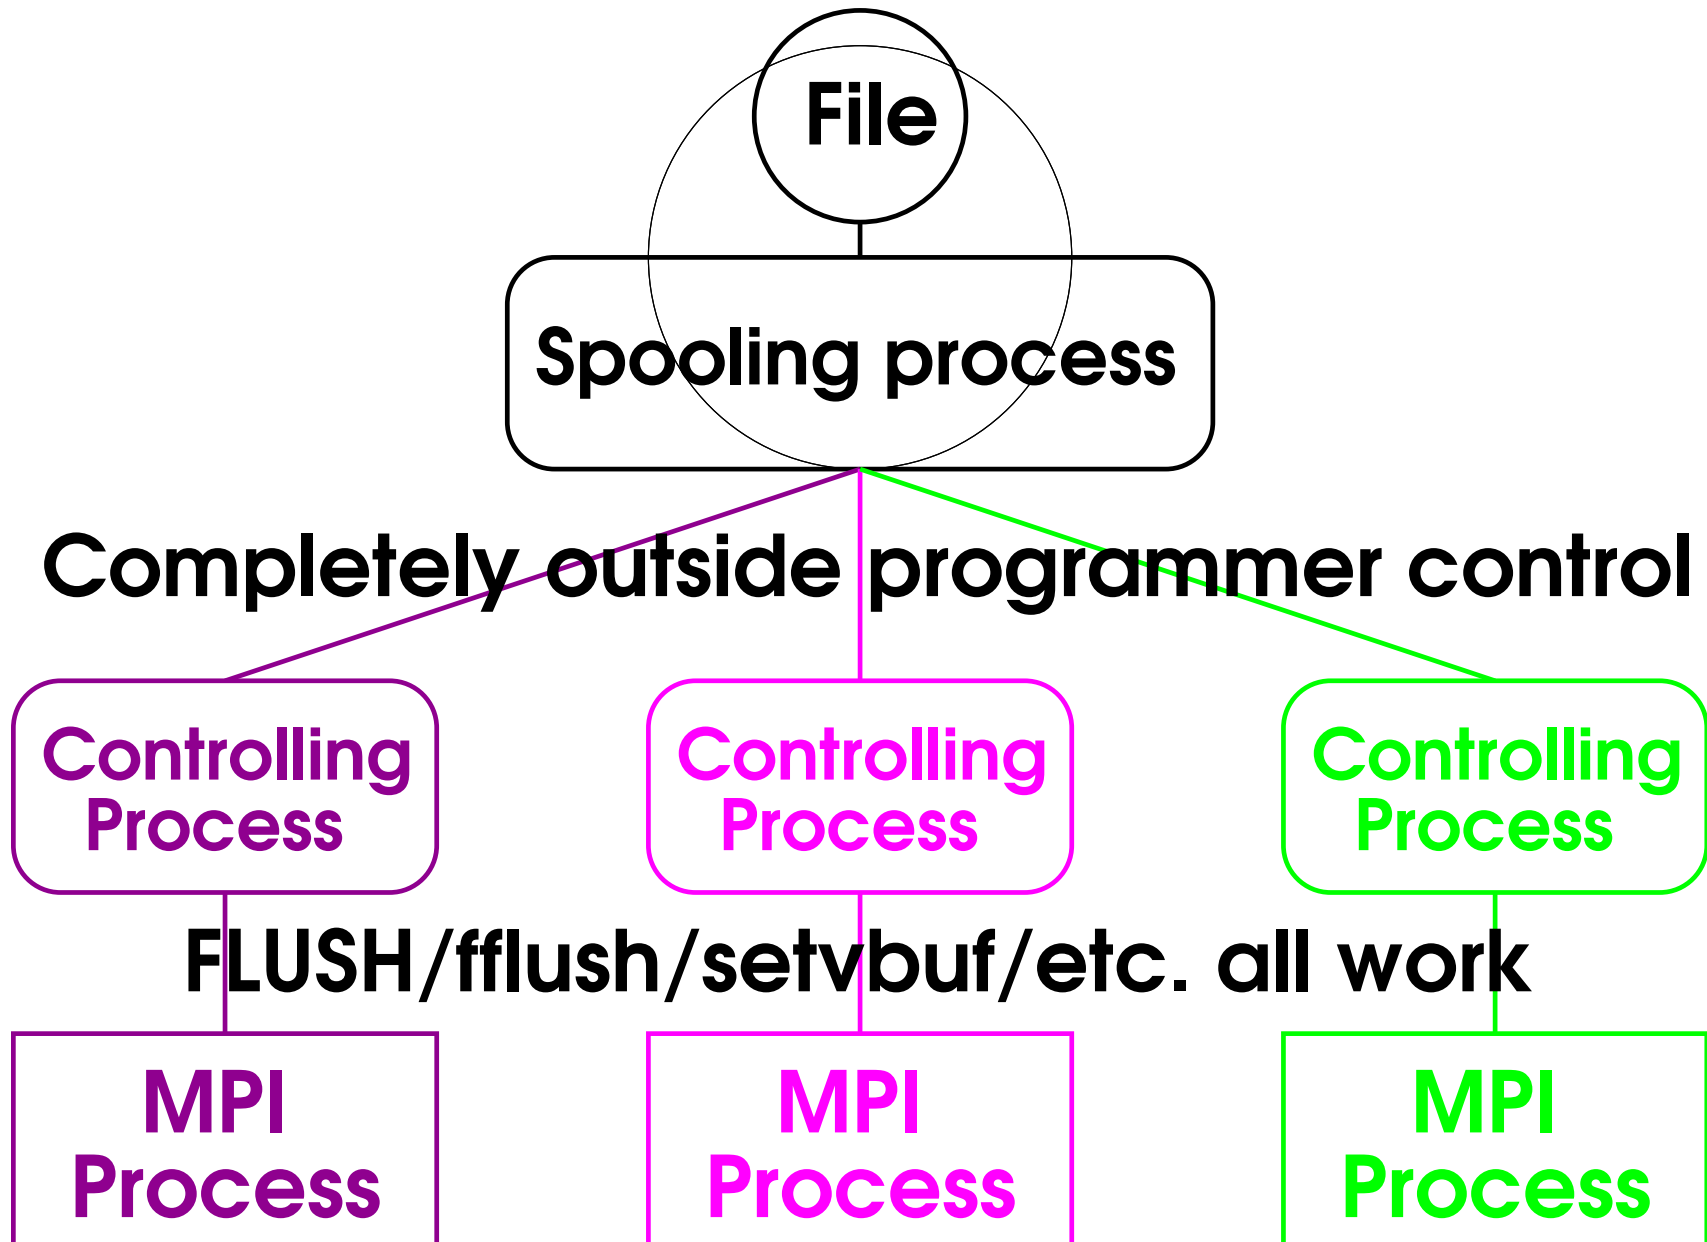 File
Spooling process
Completely outside programmer control
Controlling
Process
Controlling
Process
Controlling
Process
FLUSH/fflush/setvbuf/etc. all work
MPI
Process
MPI
Process
MPI
Process